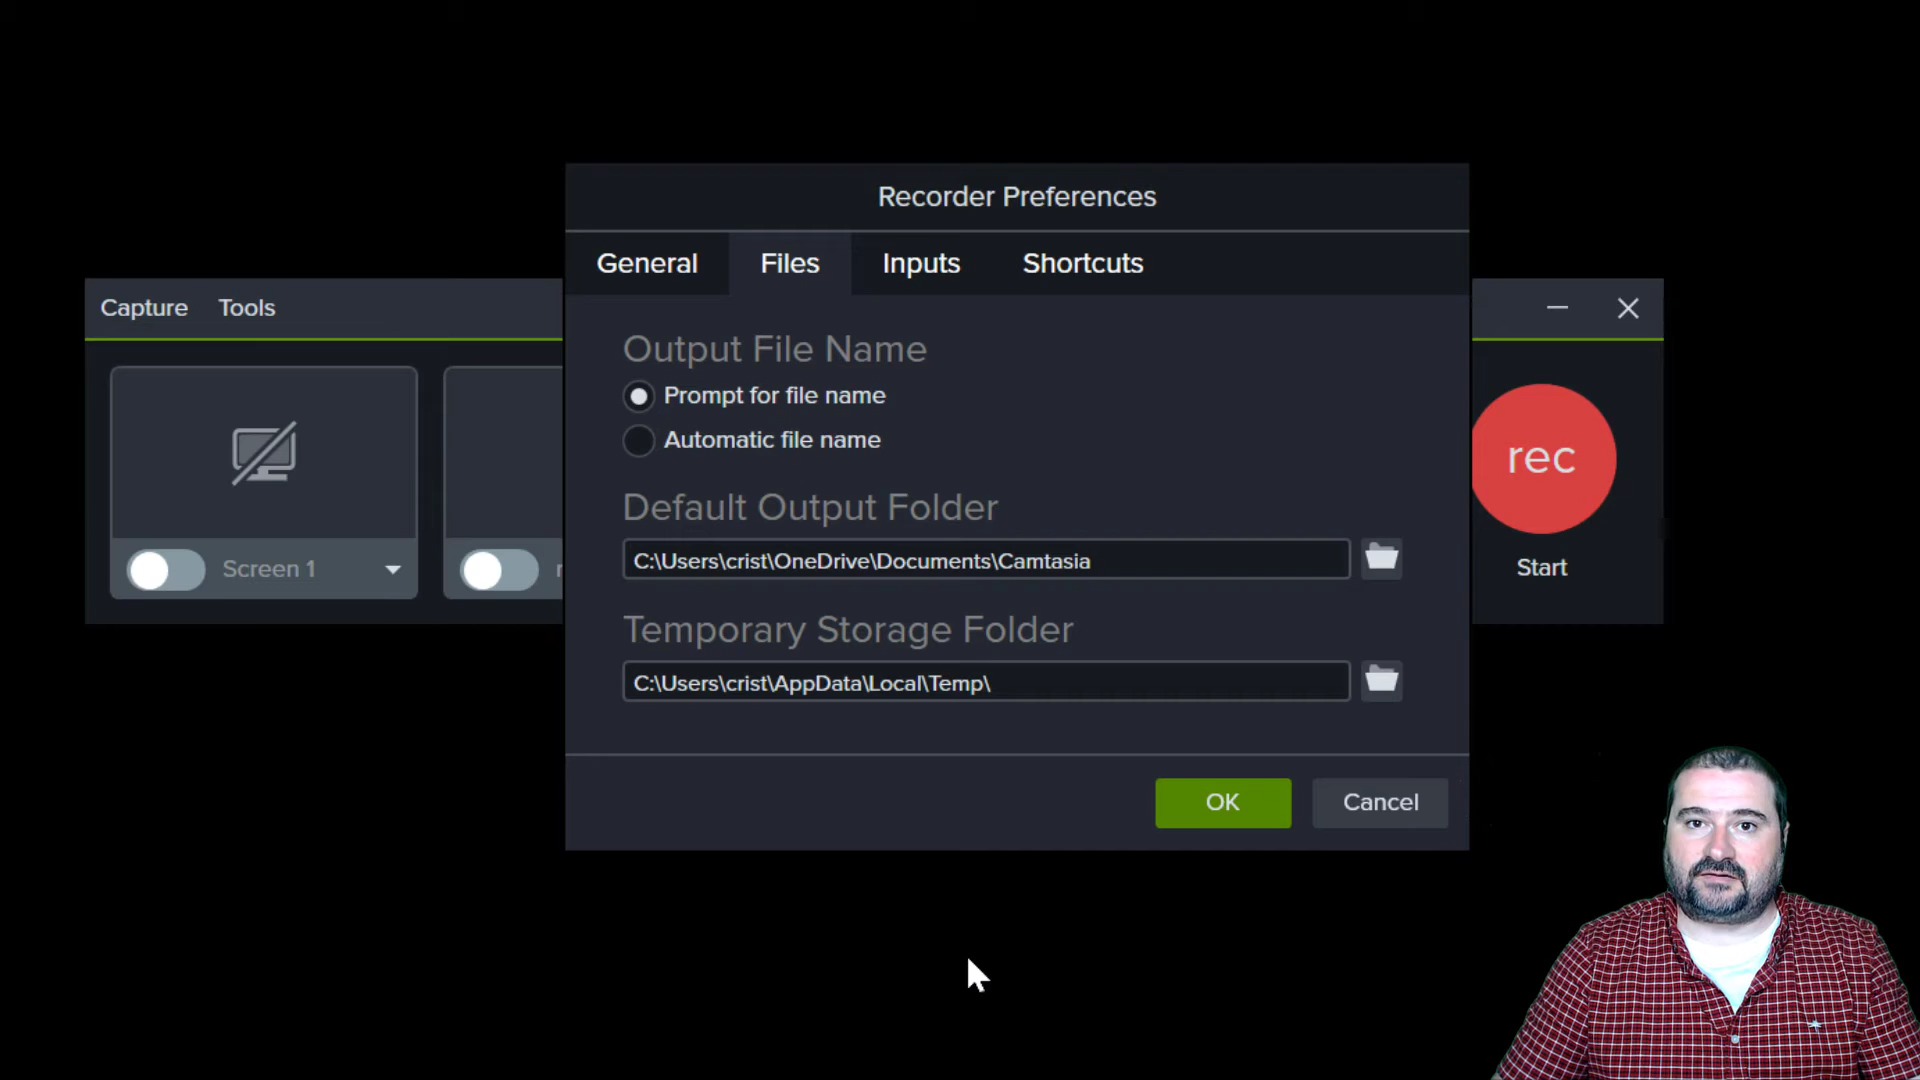 Recorder Preferences
General Files Inputs Shortcuts
Capture Tools
Output File Name
Prompt for file name
Automatic file name
rec
Default Output Folder
C:\Users\crist\OneDrive\Documents\Camtasia
Screen 1
Start
Temporary Storage Folder
C:\Users\crist\AppData\Local\Temp\
OK Cancel